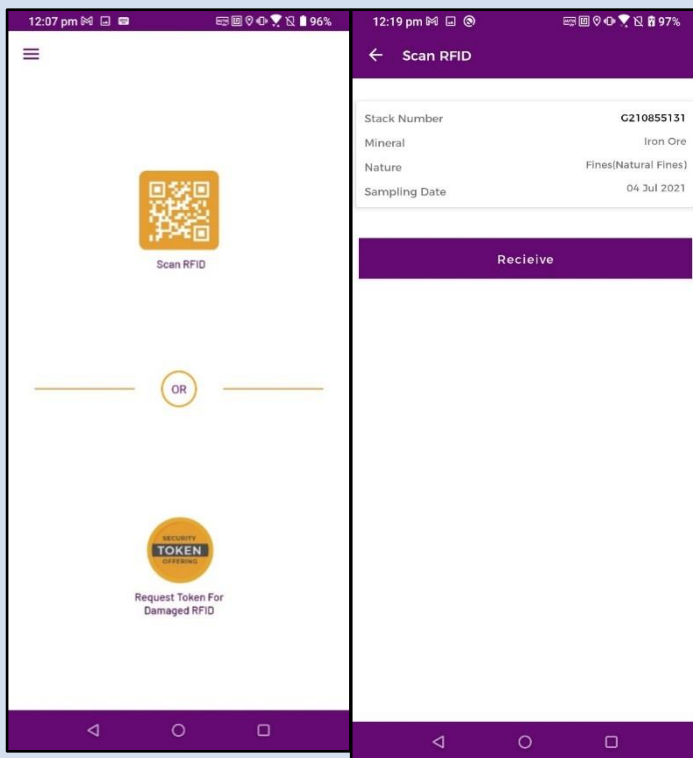 12:07 pm 96%
Scan RFID
OR
SECURITY
TOKEN
OFFERING
Request Token For
Damaged RFID
12:19 pm 97%
Scan RFID
Stack Number G210855131
Mineral Iron Ore
Nature Fines(Natural Fines)
Sampling Date 04 Jul 2021
Recieive